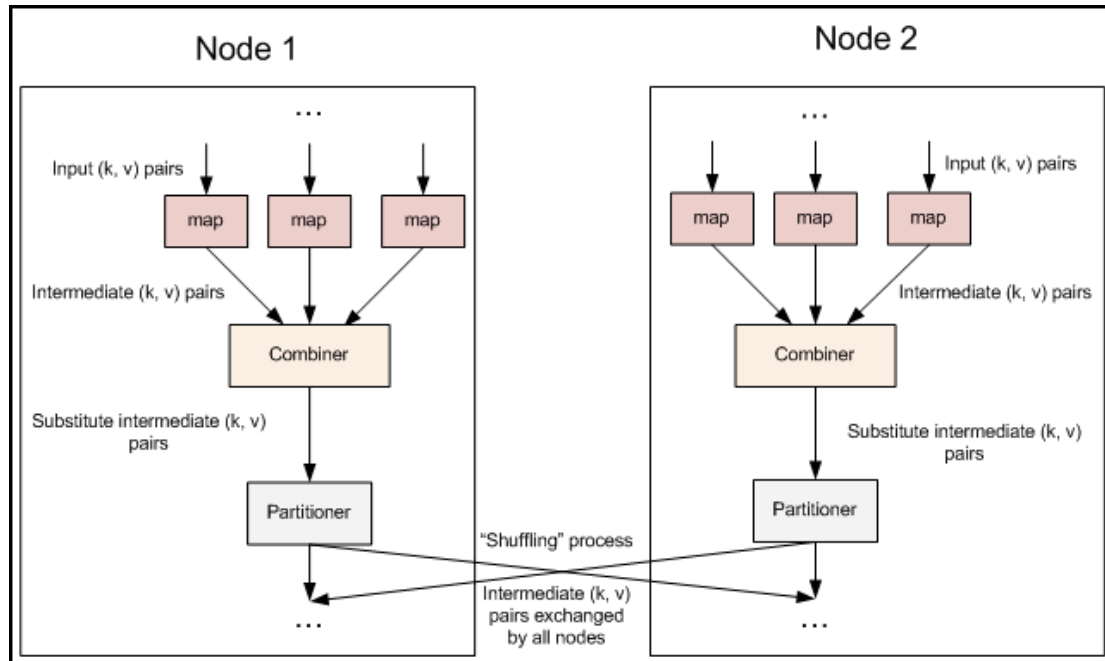 Node 1
Node 2
...
...
Input (k, v) pairs
Input (k, v) pairs
map
map
map
map
map
map
Intermediate (k, v) pairs
Intermediate (k, v) pairs
Combiner
Combiner
Substitute intermediate (k, v)
pairs
Substitute intermediate (k, v)
pairs
Partitioner
Partitioner
“Shuffling” process
Intermediate (k, v)
pairs exchanged
by all nodes
...
...